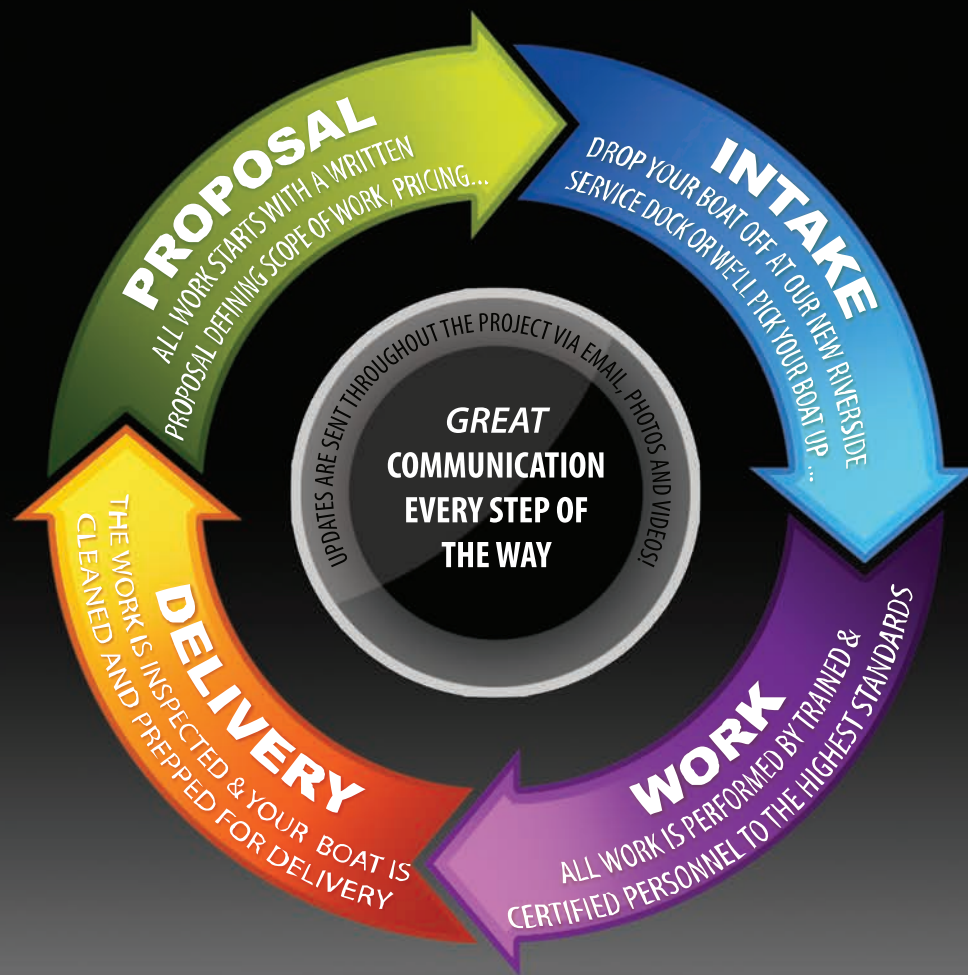 PROPOSAL
ALL WORK STARTS WITH A WRITTEN
PROPOSAL DEFINING SCOPE OF WORK, PRICING...
INTAKE
DROP YOUR BOAT OFF AT OUR NEW RIVERSIDE
SERVICE DOCK OR WE'LL PICK YOUR BOAT UP ...
WORK
ALL WORK IS PERFORMED BY TRAINED &
CERTIFIED PERSONNEL TO THE HIGHEST STANDARDS
DELIVERY
THE WORK IS INSPECTED & YOUR BOAT IS
CLEANED AND PREPPED FOR DELIVERY
UPDATES ARE SENT THROUGHOUT THE PROJECT VIA EMAIL, PHOTOS AND VIDEOS!
GREAT
COMMUNICATION
EVERY STEP OF
THE WAY